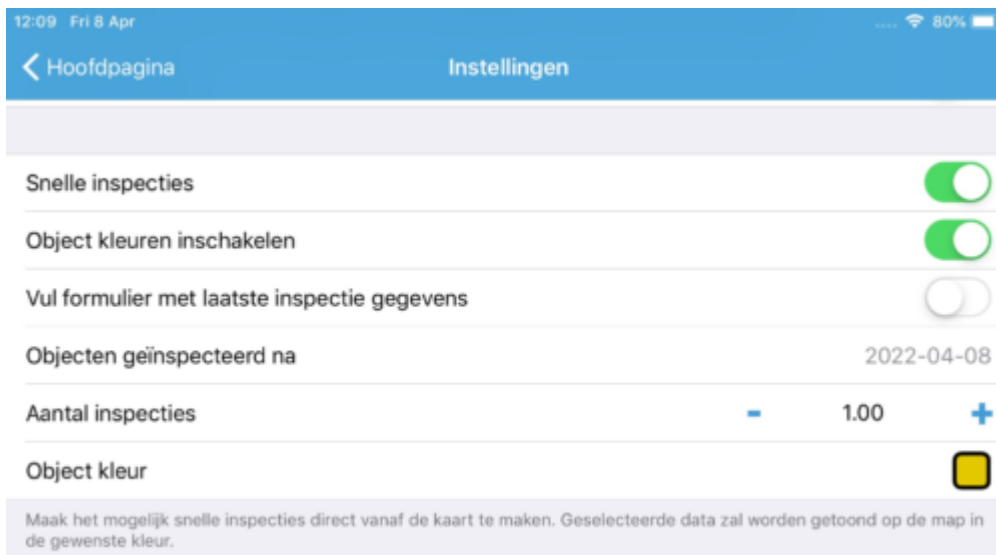 12:09 Fri 8 Apr 80%
Hoofdpagina Instellingen
Snelle inspecties
Object kleuren inschakelen
Vul formulier met laatste inspectie gegevens
Objecten geïnspecteerd na 2022-04-08
Aantal inspecties - 1.00 +
Object kleur
Maak het mogelijk snelle inspecties direct vanaf de kaart te maken. Geselecteerde data zal worden getoond op de map in
de gewenste kleur.